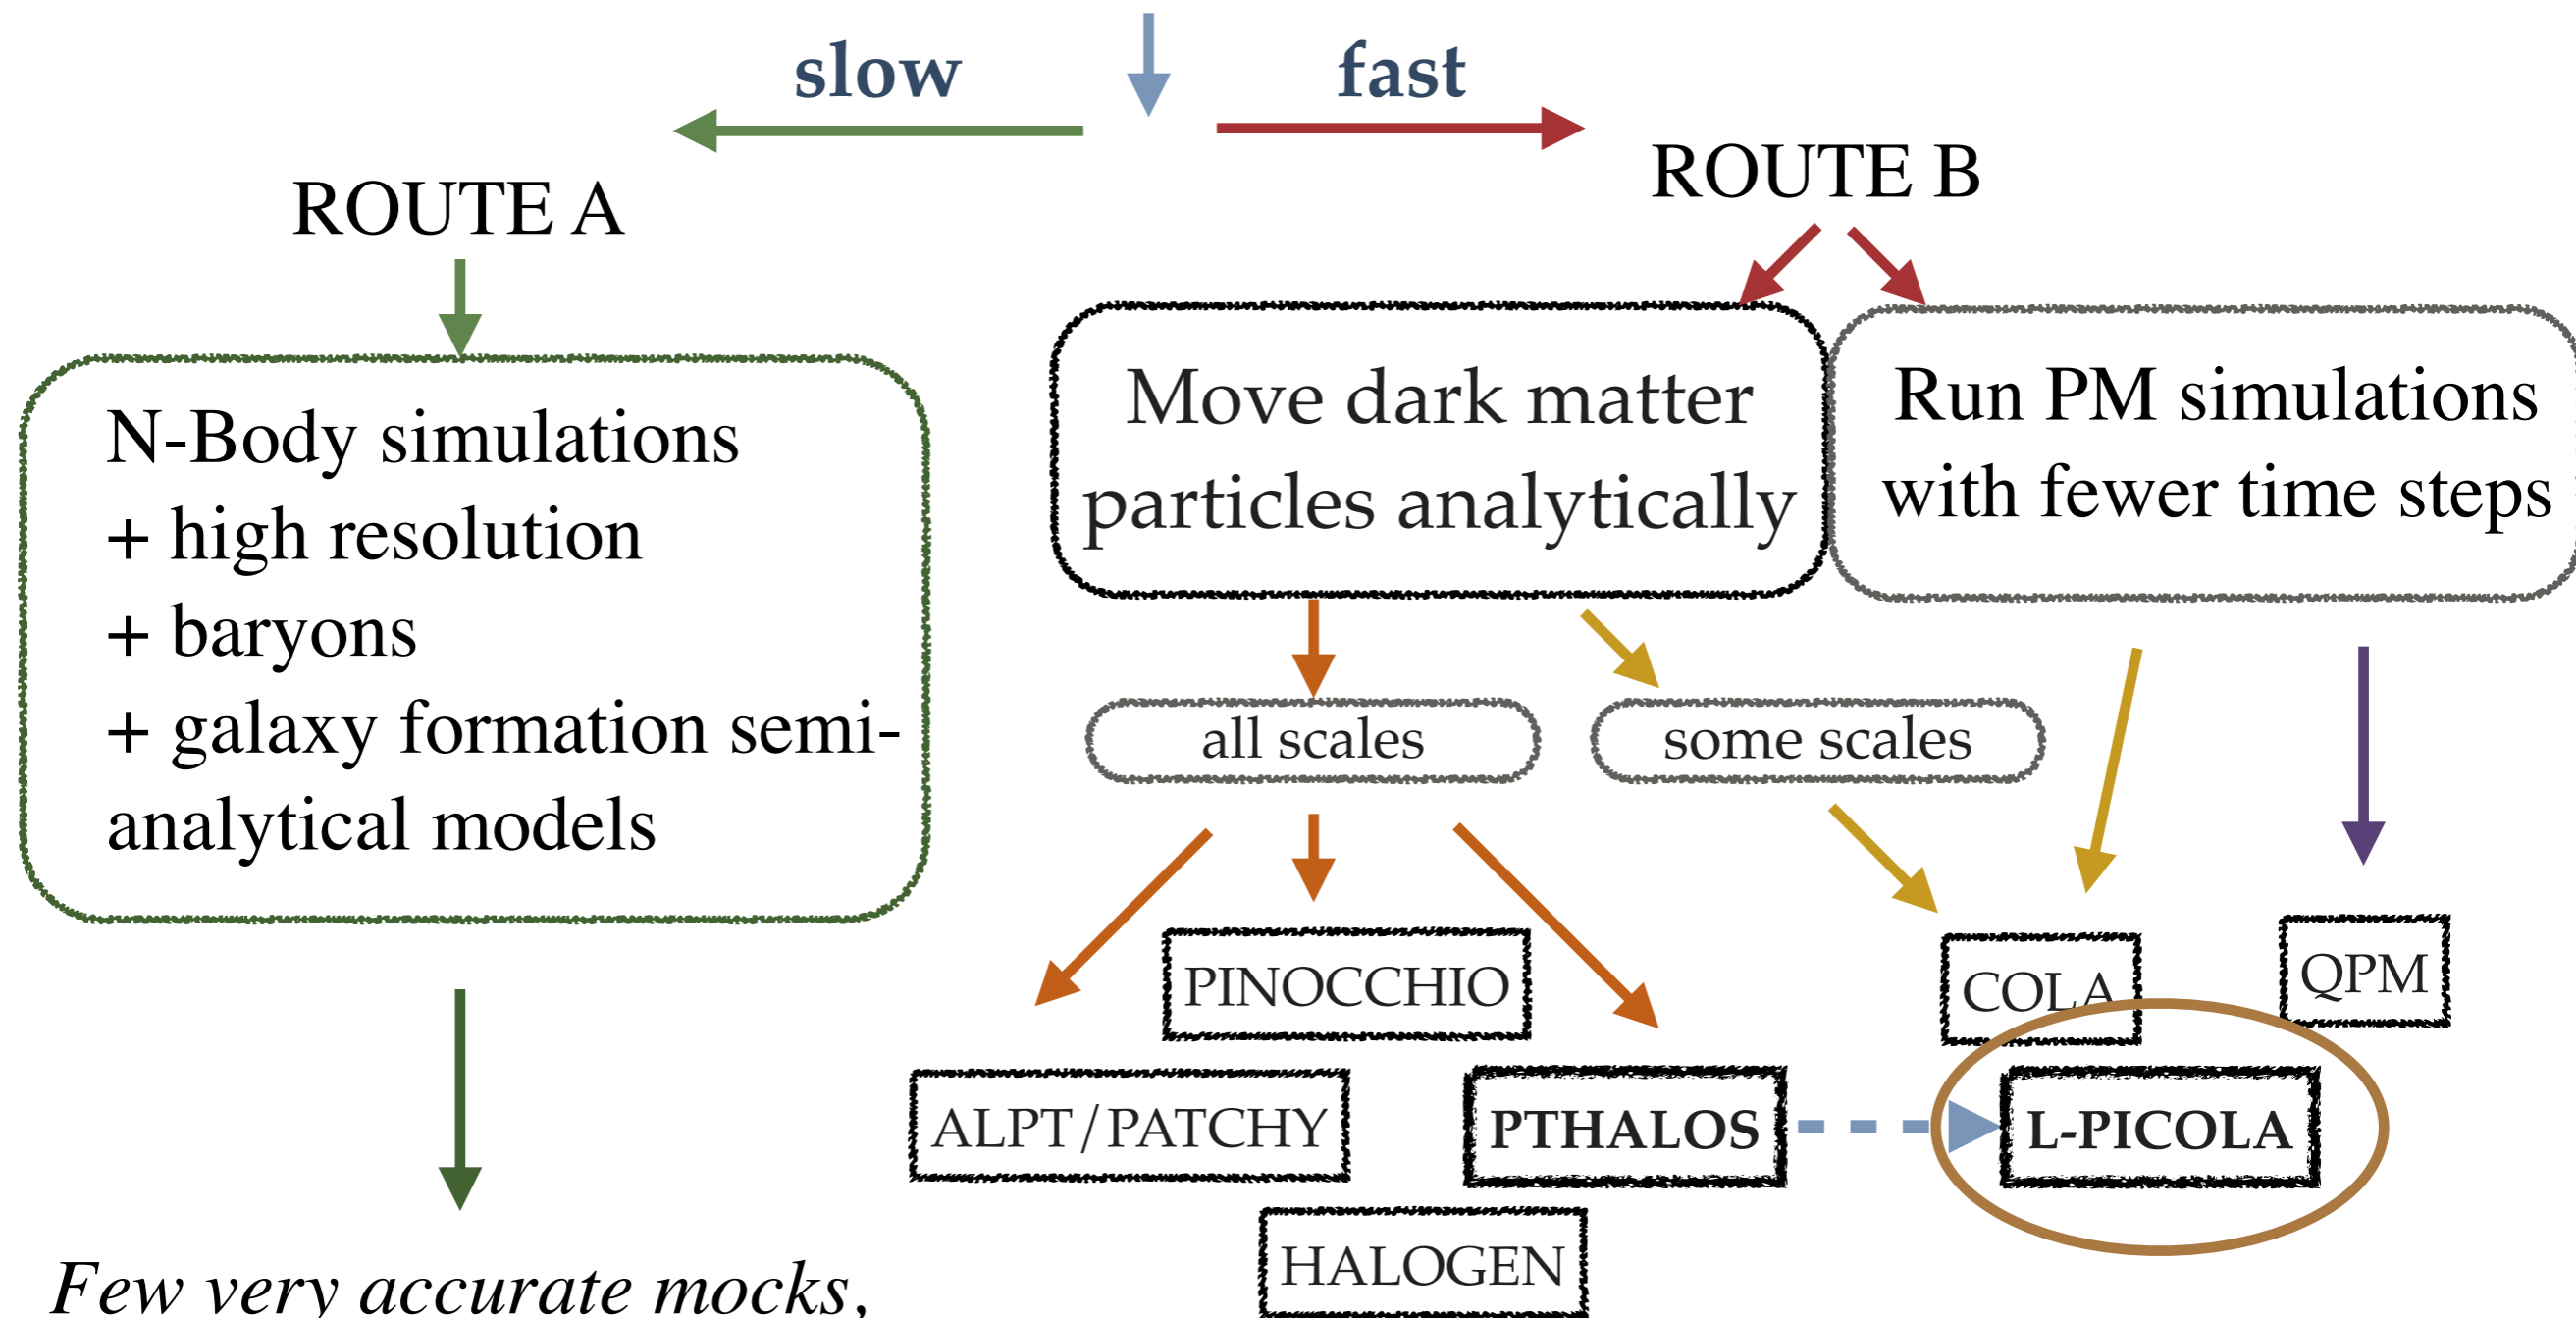 slow
fast
ROUTE A
ROUTE B
N-Body simulations
+ high resolution
+ baryons
+ galaxy formation semi-
analytical models
Move dark matter
particles analytically
Run PM simulations
with fewer time steps
all scales
some scales
PINOCCHIO
COLA
QPM
ALPT/PATCHY
PTHALOS
L-PICOLA
HALOGEN
Few very accurate mocks,